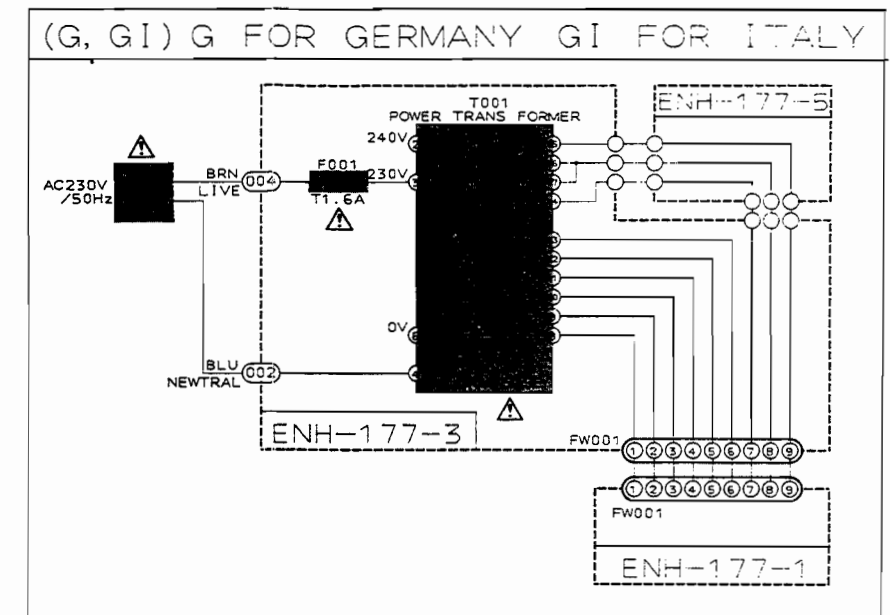 (G, GI) G FOR GERMANY GI FOR ITALY
ENH-177-5
T001
POWER TRANS FORMER
240V
F001
230V
T1.6A
AC230V
/50Hz
BRN
LIVE
004
0V
BLU
NEWTRAL
002
ENH-177-3
FW001
1 2 3 4 5 6 7 8 9
1 2 3 4 5 6 7 8 9
FW001
ENH-177-1